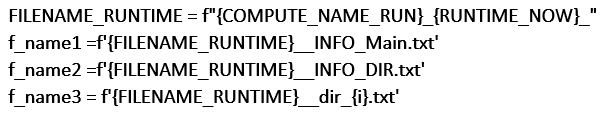 FILENAME_RUNTIME = f"{COMPUTE_NAME_RUN}_{RUNTIME_NOW}_"
f_name1 =f'{FILENAME_RUNTIME}__INFO_Main.txt'
f_name2 =f'{FILENAME_RUNTIME}__INFO_DIR.txt'
f_name3 = f'{FILENAME_RUNTIME}__dir_{i}.txt'